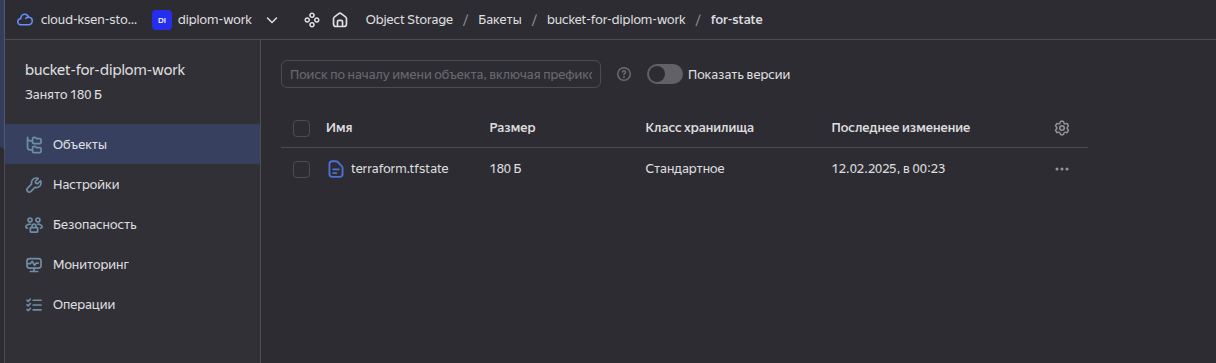 cloud-ksen-sto... DI diplom-work Object Storage / Бакеты / bucket-for-diplom-work / for-state
bucket-for-diplom-work
Занято 180 Б
Объекты
Настройки
Безопасность
Мониторинг
Операции
Поиск по началу имени объекта, включая префикс ? Показать версии
Имя Размер Класс хранилища Последнее изменение
terraform.tfstate 180 Б Стандартное 12.02.2025, в 00:23